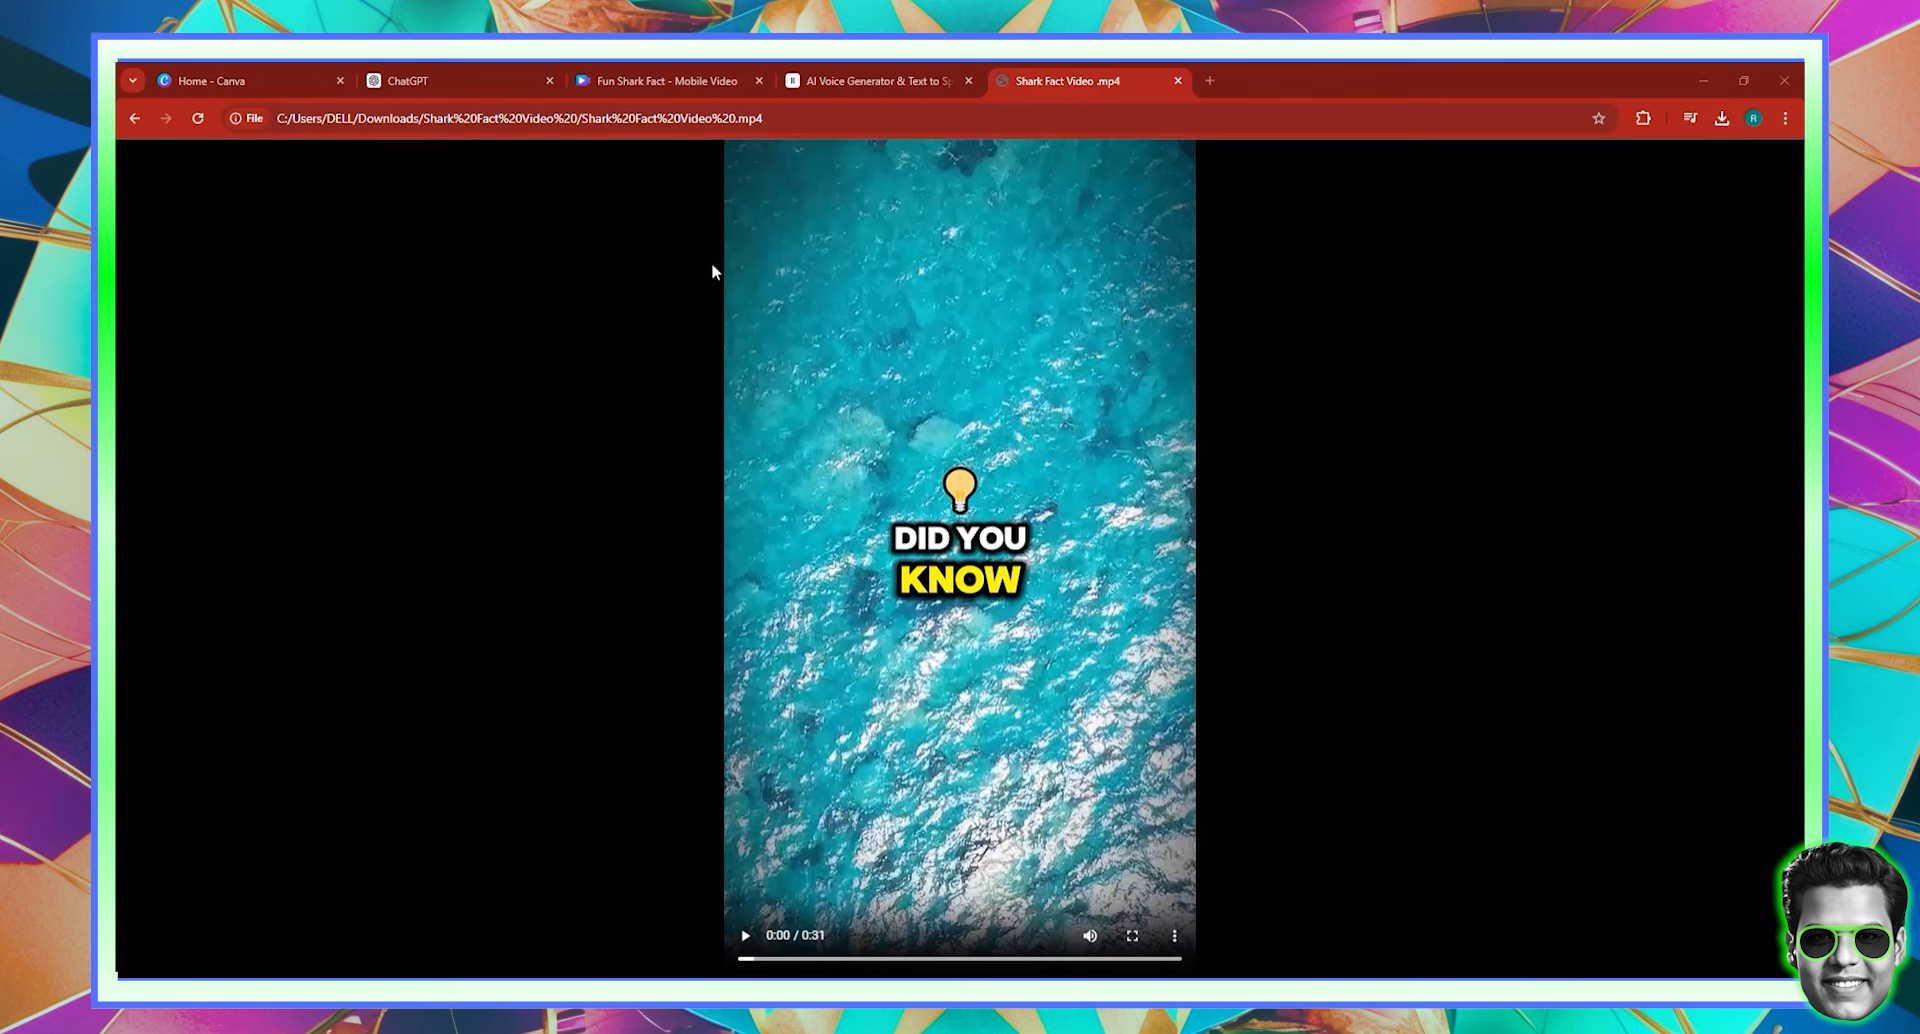 Home - Canva
ChatGPT
Fun Shark Fact - Mobile Video
AI Voice Generator & Text to Sp
Shark Fact Video .mp4
File
C:/Users/DELL/Downloads/Shark%20Fact%20Video%20/Shark%20Fact%20Video%20.mp4
R
DID YOU
KNOW
0:00 / 0:31